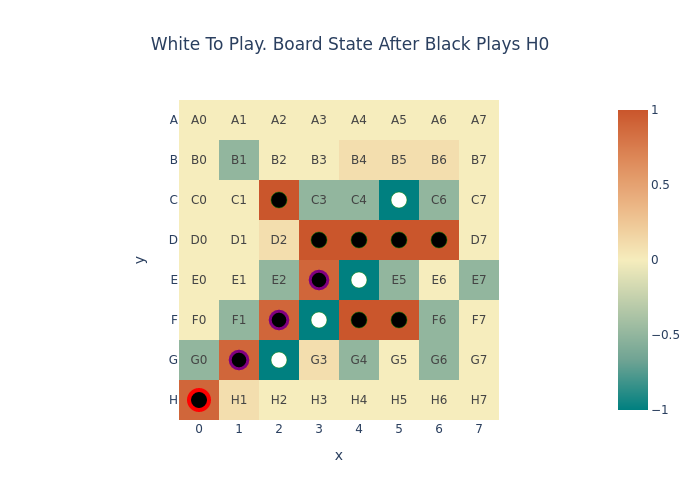 White To Play. Board State After Black Plays H0
A A0 A1 A2 A3 A4 A5 A6 A7
B B0 B1 B2 B3 B4 B5 B6 B7
C C0 C1 C3 C4 C6 C7
D D0 D1 D2 D7
E E0 E1 E2 E5 E6 E7
F F0 F1 F6 F7
G G0 G3 G4 G5 G6 G7
H H1 H2 H3 H4 H5 H6 H7
0 1 2 3 4 5 6 7
x
y
1
0.5
0
−0.5
−1